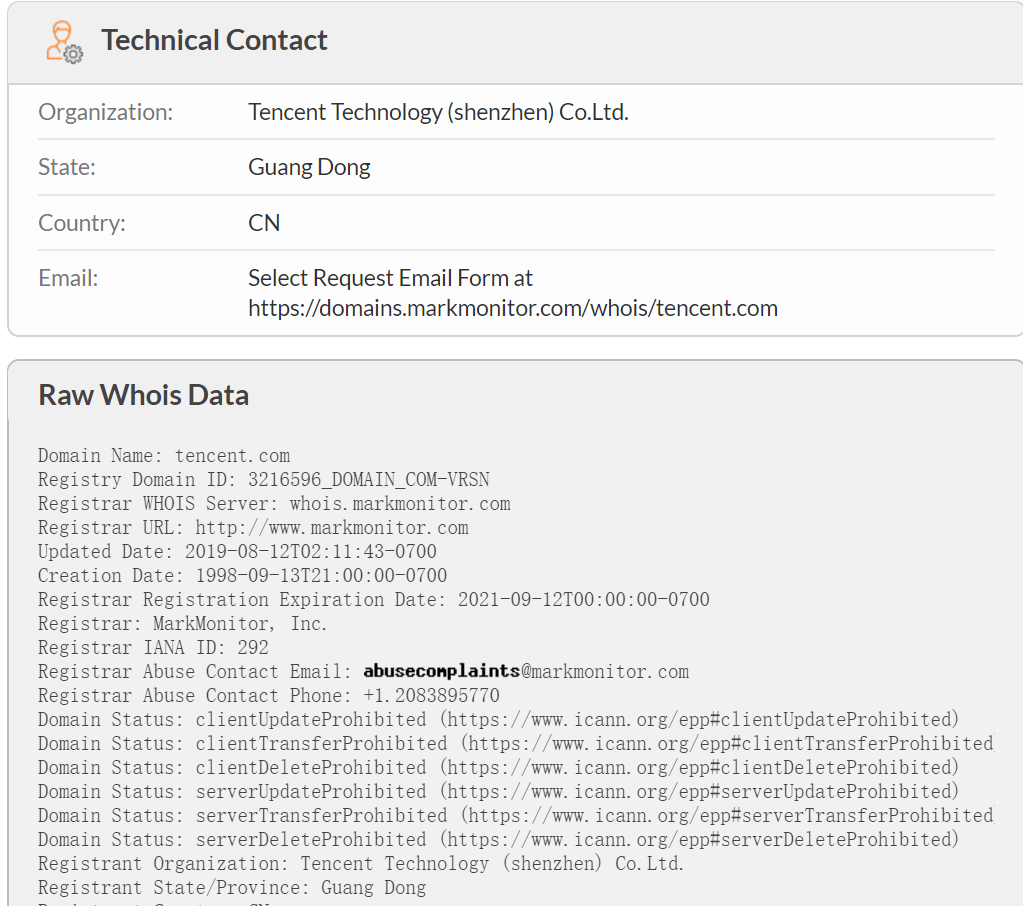 Technical Contact
Organization: Tencent Technology (shenzhen) Co.Ltd.
State: Guang Dong
Country: CN
Email: Select Request Email Form at
https://domains.markmonitor.com/whois/tencent.com
Raw Whois Data
Domain Name: tencent.com
Registry Domain ID: 3216596_DOMAIN_COM-VRSN
Registrar WHOIS Server: whois.markmonitor.com
Registrar URL: http://www.markmonitor.com
Updated Date: 2019-08-12T02:11:43-0700
Creation Date: 1998-09-13T21:00:00-0700
Registrar Registration Expiration Date: 2021-09-12T00:00:00-0700
Registrar: MarkMonitor, Inc.
Registrar IANA ID: 292
Registrar Abuse Contact Email: abusecomplaints@markmonitor.com
Registrar Abuse Contact Phone: +1.2083895770
Domain Status: clientUpdateProhibited (https://www.icann.org/epp#clientUpdateProhibited)
Domain Status: clientTransferProhibited (https://www.icann.org/epp#clientTransferProhibited
Domain Status: clientDeleteProhibited (https://www.icann.org/epp#clientDeleteProhibited)
Domain Status: serverUpdateProhibited (https://www.icann.org/epp#serverUpdateProhibited)
Domain Status: serverTransferProhibited (https://www.icann.org/epp#serverTransferProhibited
Domain Status: serverDeleteProhibited (https://www.icann.org/epp#serverDeleteProhibited)
Registrant Organization: Tencent Technology (shenzhen) Co.Ltd.
Registrant State/Province: Guang Dong